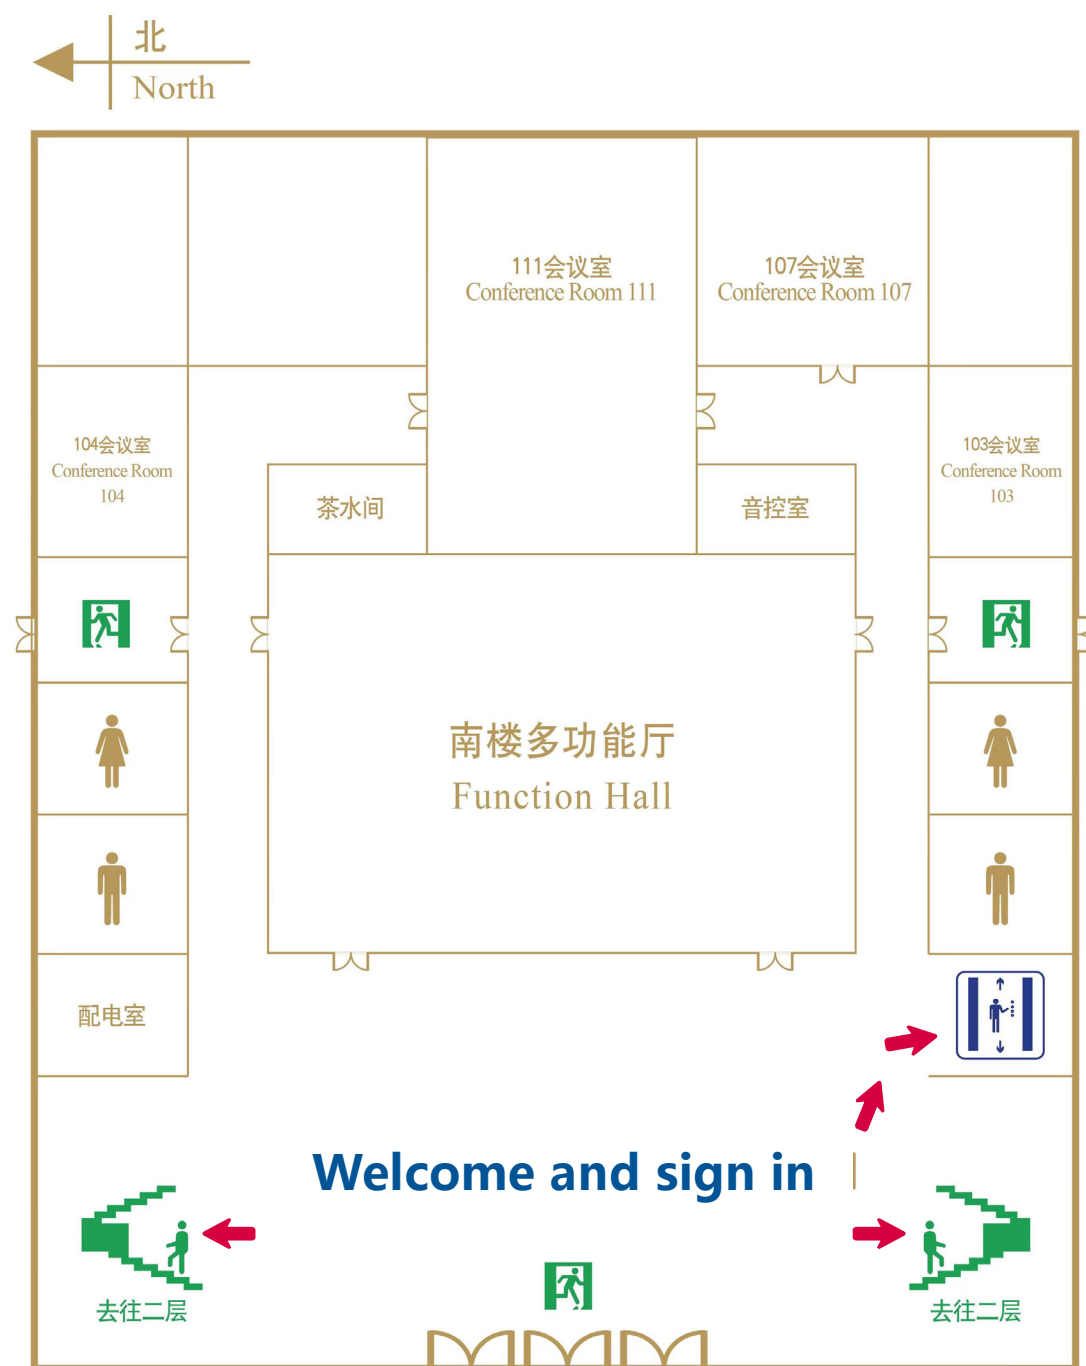 北
North
111会议室
Conference Room 111
107会议室
Conference Room 107
104会议室
Conference Room
104
103会议室
Conference Room
103
茶水间
音控室
南楼多功能厅
Function Hall
配电室
Welcome and sign in
去往二层
去往二层